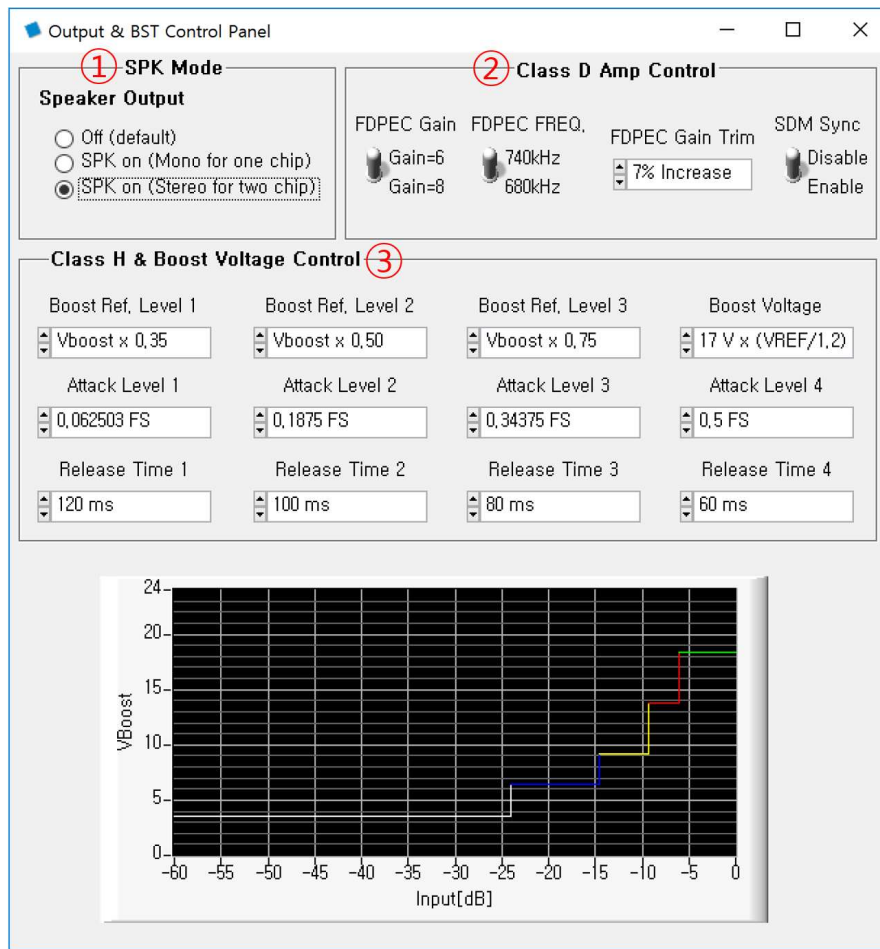 Output & BST Control Panel
① SPK Mode
Speaker Output
Off (default)
SPK on (Mono for one chip)
SPK on (Stereo for two chip)
② Class D Amp Control
FDPEC Gain
Gain=6
Gain=8
FDPEC FREQ.
740kHz
680kHz
FDPEC Gain Trim
7% Increase
SDM Sync
Disable
Enable
Class H & Boost Voltage Control ③
Boost Ref. Level 1 Boost Ref. Level 2 Boost Ref. Level 3 Boost Voltage
Vboost x 0.35 Vboost x 0.50 Vboost x 0.75 17 V x (VREF/1.2)
Attack Level 1 Attack Level 2 Attack Level 3 Attack Level 4
0.062503 FS 0.1875 FS 0.34375 FS 0.5 FS
Release Time 1 Release Time 2 Release Time 3 Release Time 4
120 ms 100 ms 80 ms 60 ms
VBoost
24
20
15
10
5
0
-60 -55 -50 -45 -40 -35 -30 -25 -20 -15 -10 -5 0
Input[dB]